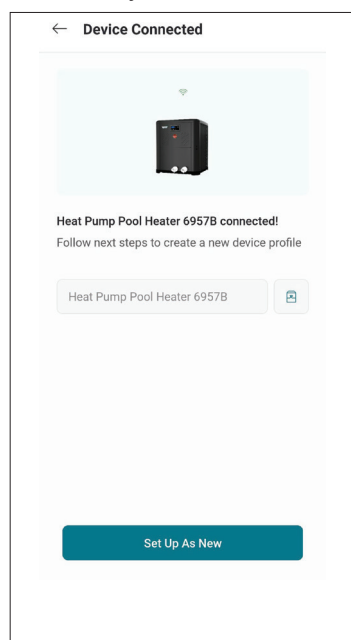 Device Connected
Heat Pump Pool Heater 6957B connected!
Follow next steps to create a new device profile
Heat Pump Pool Heater 6957B
Set Up As New